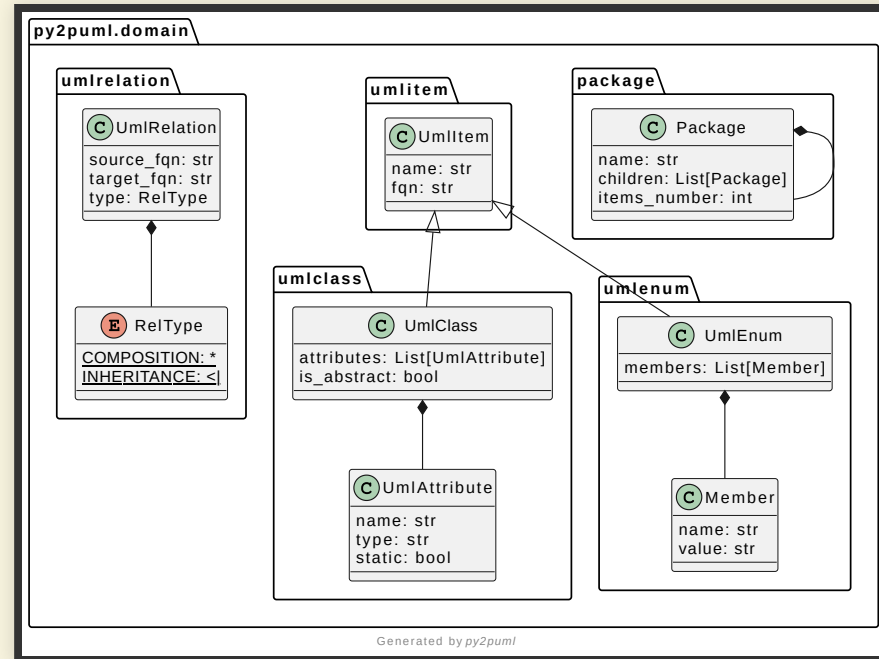 py2puml.domain
umlrelation
C UmlRelation
source_fqn: str
target_fqn: str
type: RelType
E RelType
COMPOSITION: *
INHERITANCE: <|
umlitem
C UmlItem
name: str
fqn: str
package
C Package
name: str
children: List[Package]
items_number: int
umlclass
C UmlClass
attributes: List[UmlAttribute]
is_abstract: bool
C UmlAttribute
name: str
type: str
static: bool
umlenum
C UmlEnum
members: List[Member]
C Member
name: str
value: str
Generated by py2puml